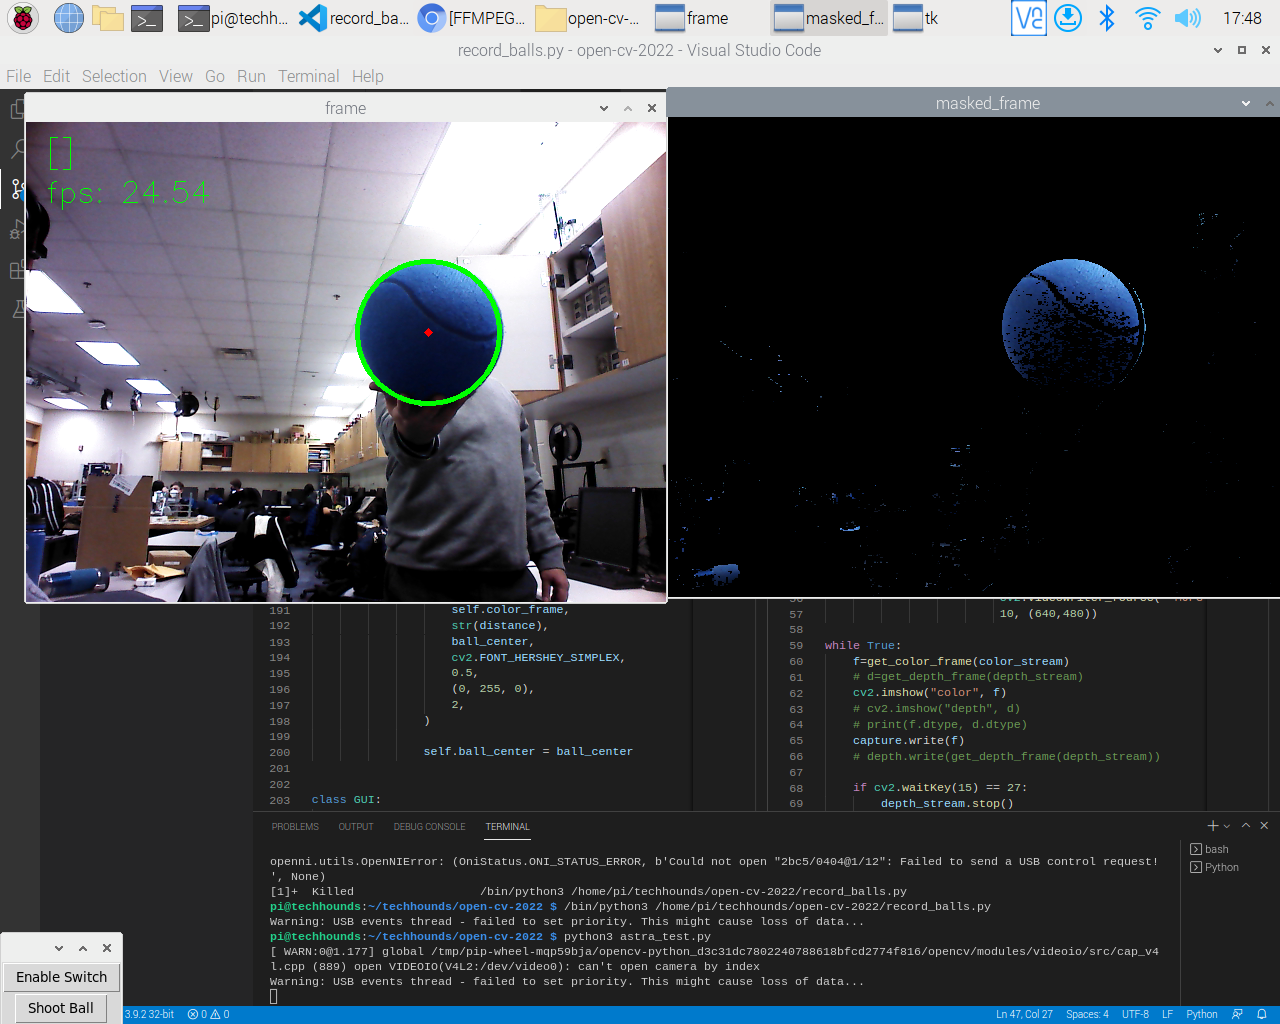 pi@techh...
record_ba...
[FFMPEG...
open-cv-...
frame
masked_f...
tk
V2
17:48
record_balls.py - open-cv-2022 - Visual Studio Code
File Edit Selection View Go Run Terminal Help
frame
masked_frame
[]
fps: 24.54
191 self.color_frame,
192 str(distance),
193 ball_center,
194 cv2.FONT_HERSHEY_SIMPLEX,
195 0.5,
196 (0, 255, 0),
197 2,
198 )
199
200 self.ball_center = ball_center
201
202
203 class GUI:
57 10, (640,480))
58
59 while True:
60 f=get_color_frame(color_stream)
61 # d=get_depth_frame(depth_stream)
62 cv2.imshow("color", f)
63 # cv2.imshow("depth", d)
64 # print(f.dtype, d.dtype)
65 capture.write(f)
66 # depth.write(get_depth_frame(depth_stream))
67
68 if cv2.waitKey(15) == 27:
69 depth_stream.stop()
PROBLEMS OUTPUT DEBUG CONSOLE TERMINAL
openni.utils.OpenNIError: (OniStatus.ONI_STATUS_ERROR, b'Could not open "2bc5/0404@1/12": Failed to send a USB control request!
', None)
[1]+ Killed /bin/python3 /home/pi/techhounds/open-cv-2022/record_balls.py
pi@techhounds:~/techhounds/open-cv-2022 $ /bin/python3 /home/pi/techhounds/open-cv-2022/record_balls.py
Warning: USB events thread - failed to set priority. This might cause loss of data...
pi@techhounds:~/techhounds/open-cv-2022 $ python3 astra_test.py
[ WARN:0@1.177] global /tmp/pip-wheel-mqp59bja/opencv-python_d3c31dc7802240788618bfcd2774f816/opencv/modules/videoio/src/cap_v4
l.cpp (889) open VIDEOIO(V4L2:/dev/video0): can't open camera by index
Warning: USB events thread - failed to set priority. This might cause loss of data...
bash
Python
Enable Switch
Shoot Ball
3.9.2 32-bit 0 0 Ln 47, Col 27 Spaces: 4 UTF-8 LF Python